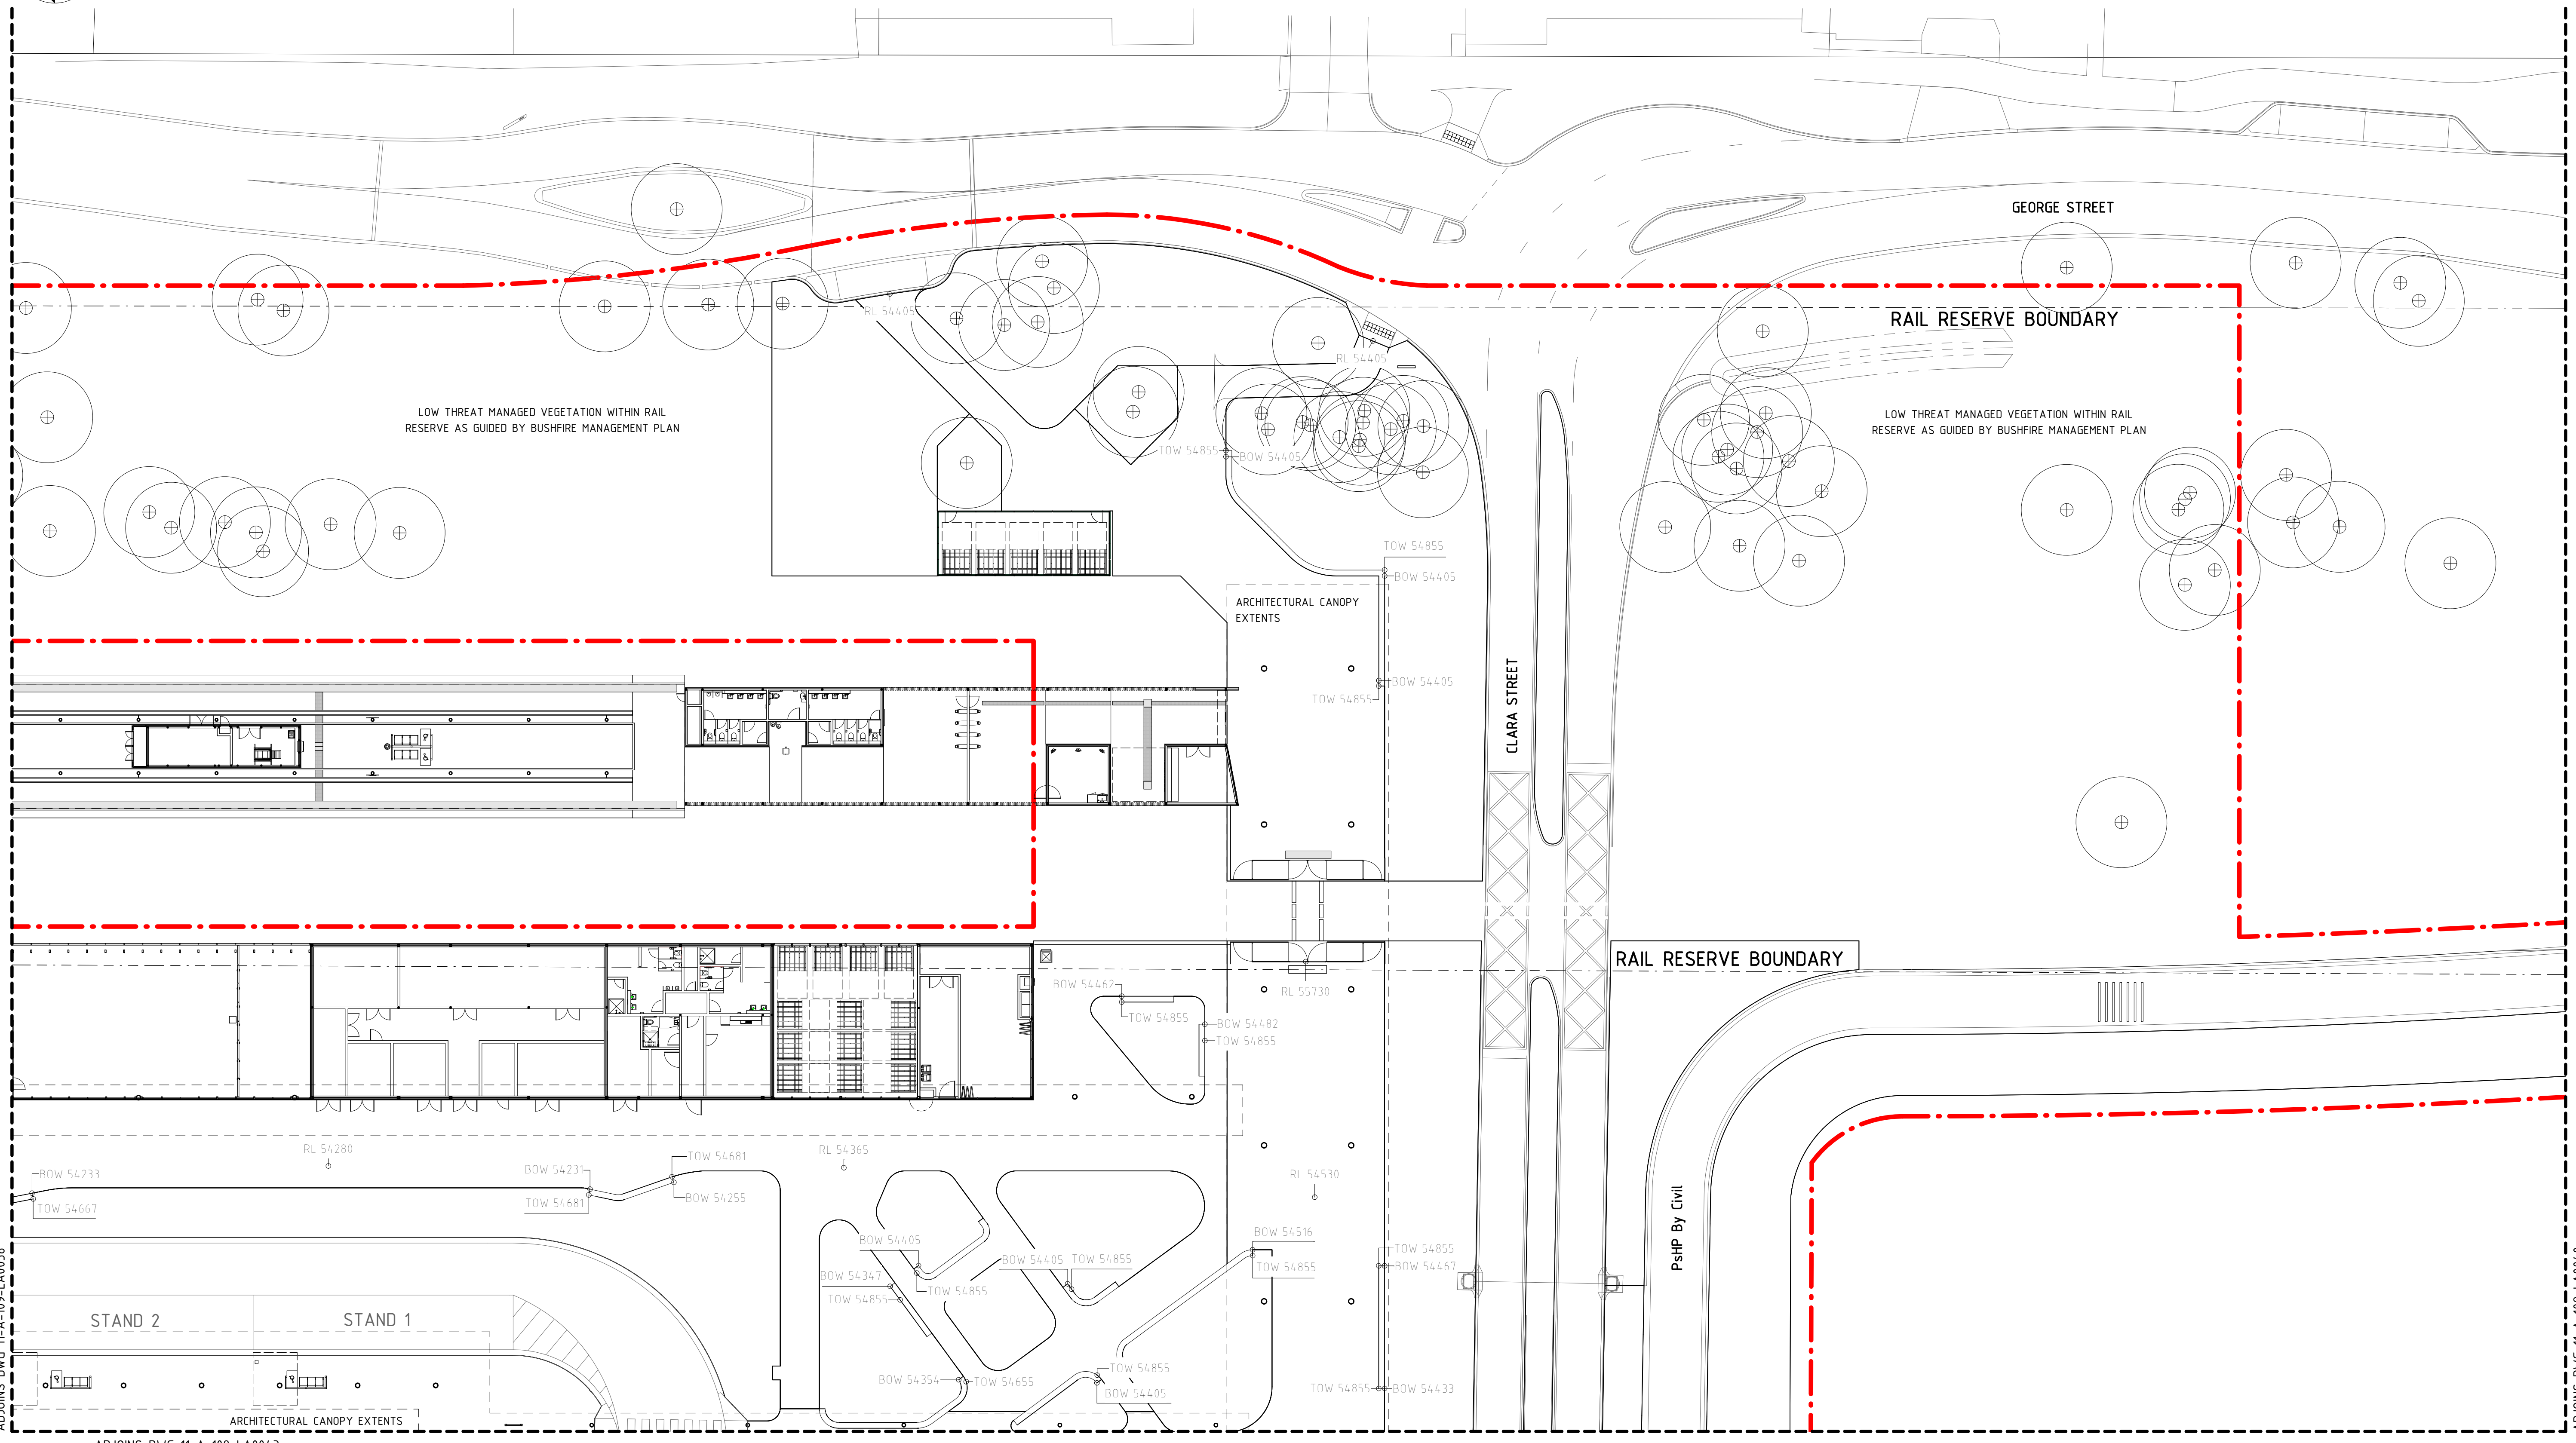 GEORGE STREET
RAIL RESERVE BOUNDARY
RL 54405
RL 54405
LOW THREAT MANAGED VEGETATION WITHIN RAIL
RESERVE AS GUIDED BY BUSHFIRE MANAGEMENT PLAN
LOW THREAT MANAGED VEGETATION WITHIN RAIL
RESERVE AS GUIDED BY BUSHFIRE MANAGEMENT PLAN
TOW 54855
BOW 54405
TOW 54855
BOW 54405
ARCHITECTURAL CANOPY
EXTENTS
CLARA STREET
BOW 54405
TOW 54855
RAIL RESERVE BOUNDARY
BOW 54462
TOW 54855
RL 55730
BOW 54482
TOW 54855
RL 54280
RL 54365
BOW 54233
TOW 54667
BOW 54231
TOW 54681
TOW 54681
BOW 54255
RL 54530
PsHP By Civil
BOW 54405
TOW 54855
BOW 54347
TOW 54855
BOW 54405
TOW 54855
BOW 54516
TOW 54855
TOW 54855
BOW 54467
STAND 2
STAND 1
BOW 54354
TOW 54655
TOW 54855
BOW 54405
TOW 54855
BOW 54433
ARCHITECTURAL CANOPY EXTENTS